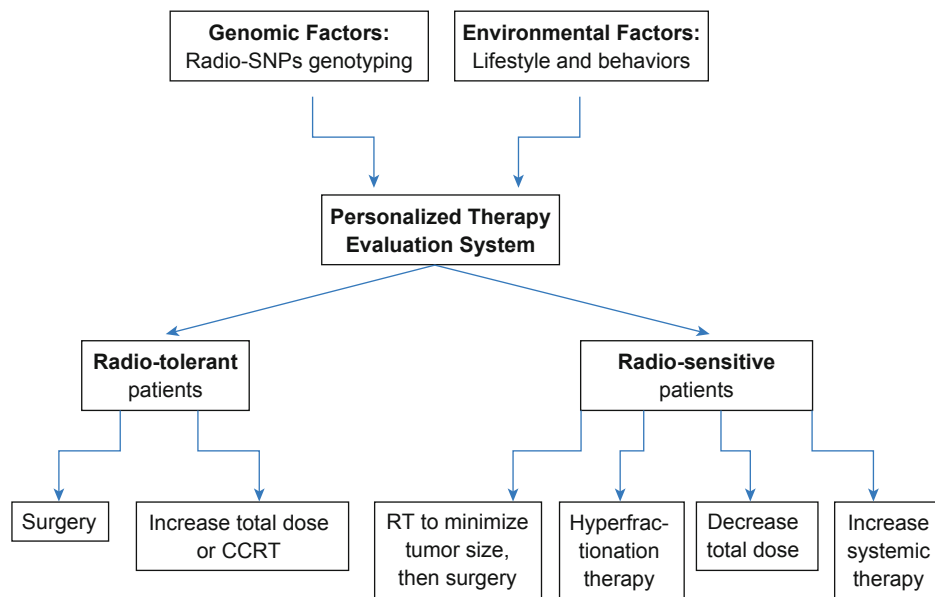 Genomic Factors:
Radio-SNPs genotyping
Environmental Factors:
Lifestyle and behaviors
Personalized Therapy
Evaluation System
Radio-tolerant
patients
Radio-sensitive
patients
Surgery
Increase total dose
or CCRT
RT to minimize
tumor size,
then surgery
Hyperfrac-
tionation
therapy
Decrease
total dose
Increase
systemic
therapy